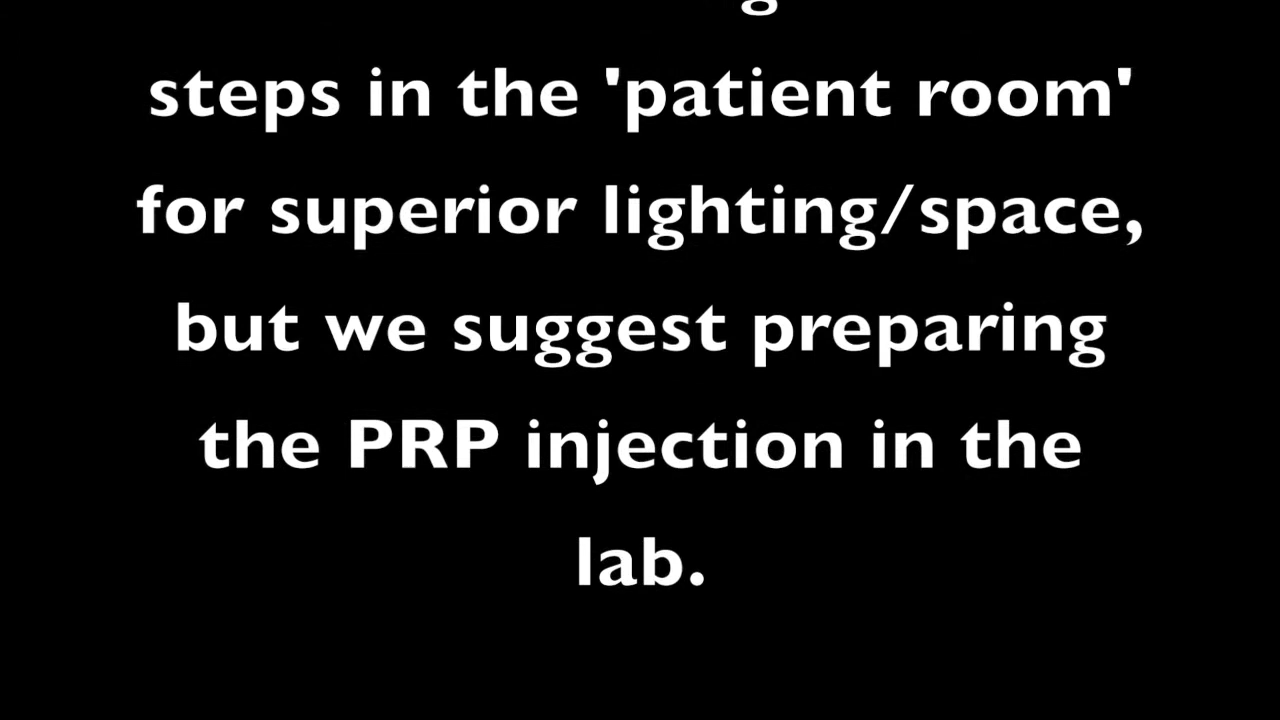 steps in the 'patient room'
for superior lighting/space,
but we suggest preparing
the PRP injection in the
lab.